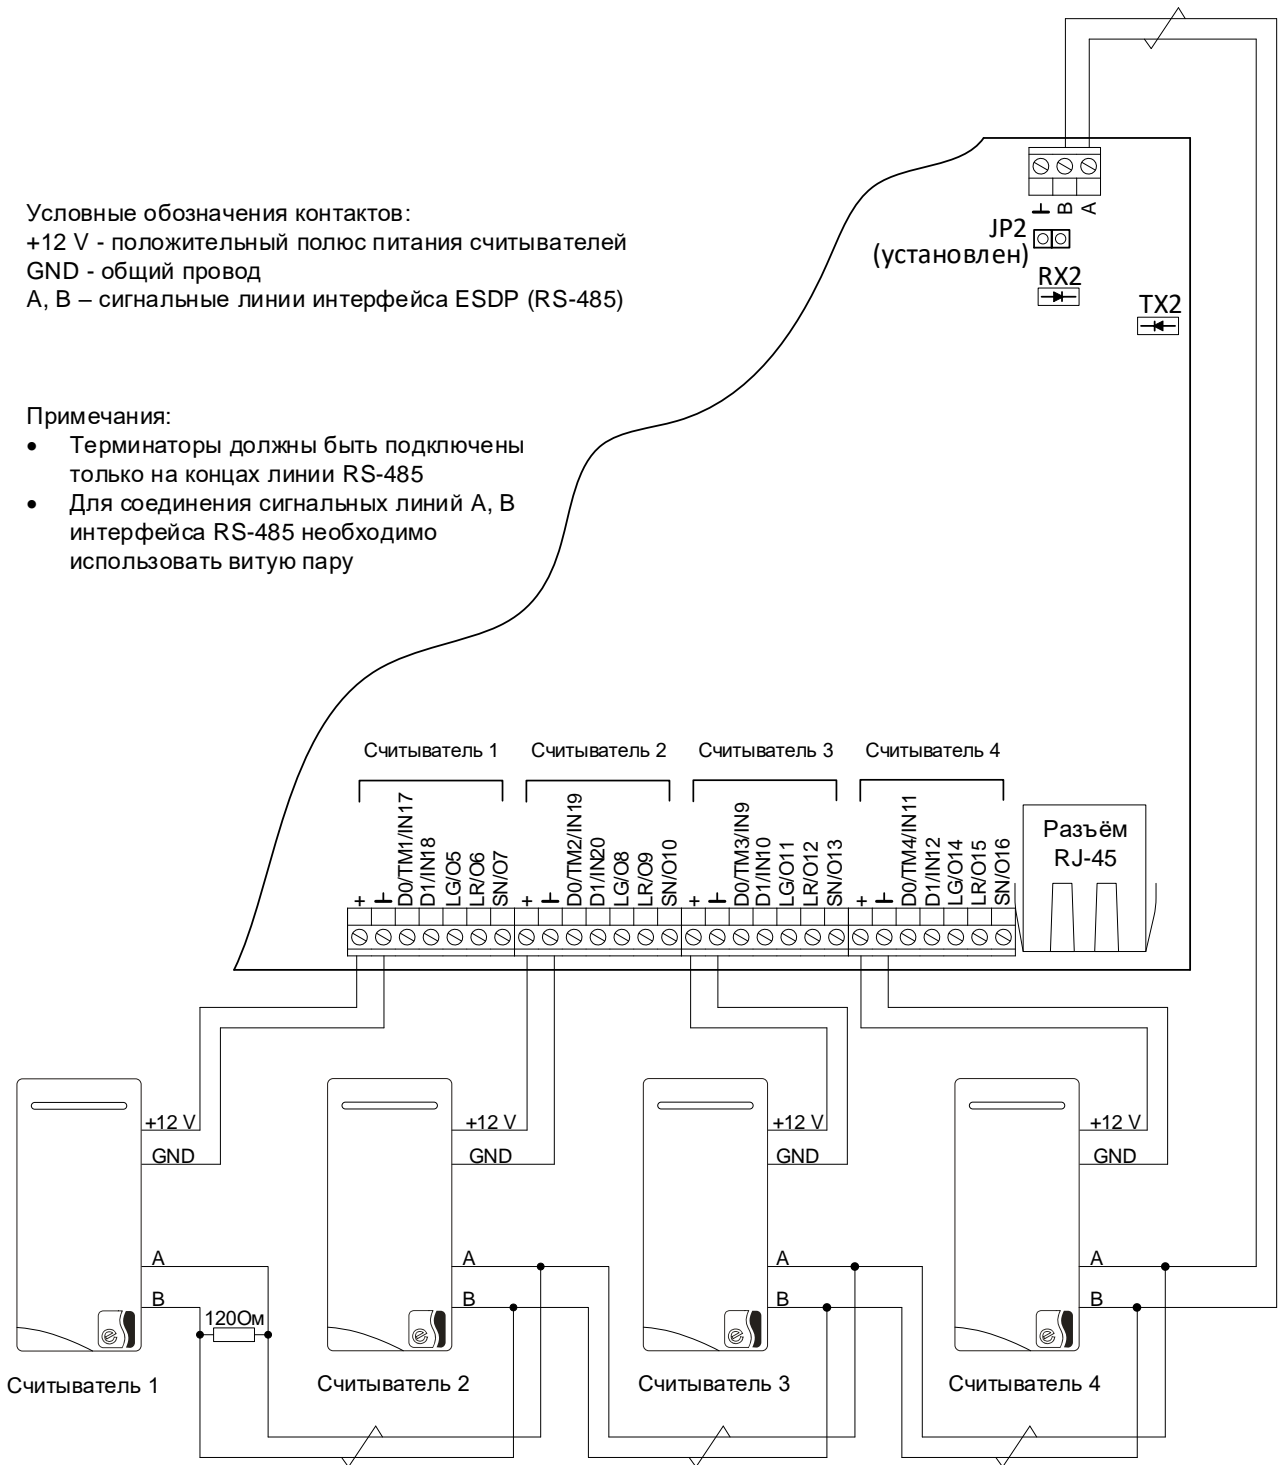 Условные обозначения контактов:
+12 V - положительный полюс питания считывателей
GND - общий провод
A, B – сигнальные линии интерфейса ESDP (RS-485)
Примечания:
• Терминаторы должны быть подключены
только на концах линии RS-485
• Для соединения сигнальных линий A, B
интерфейса RS-485 необходимо
использовать витую пару
B
A
JP2
(установлен)
RX2
TX2
Считыватель 1
Считыватель 2
Считыватель 3
Считыватель 4
+
D0/TM1/IN17
D1/IN18
LG/O5
LR/O6
SN/O7
+
D0/TM2/IN19
D1/IN20
LG/O8
LR/O9
SN/O10
+
D0/TM3/IN9
D1/IN10
LG/O11
LR/O12
SN/O13
+
D0/TM4/IN11
D1/IN12
LG/O14
LR/O15
SN/O16
Разъём
RJ-45
+12 V
GND
A
B
120Ом
e
Считыватель 1
+12 V
GND
A
B
e
Считыватель 2
+12 V
GND
A
B
e
Считыватель 3
+12 V
GND
A
B
e
Считыватель 4